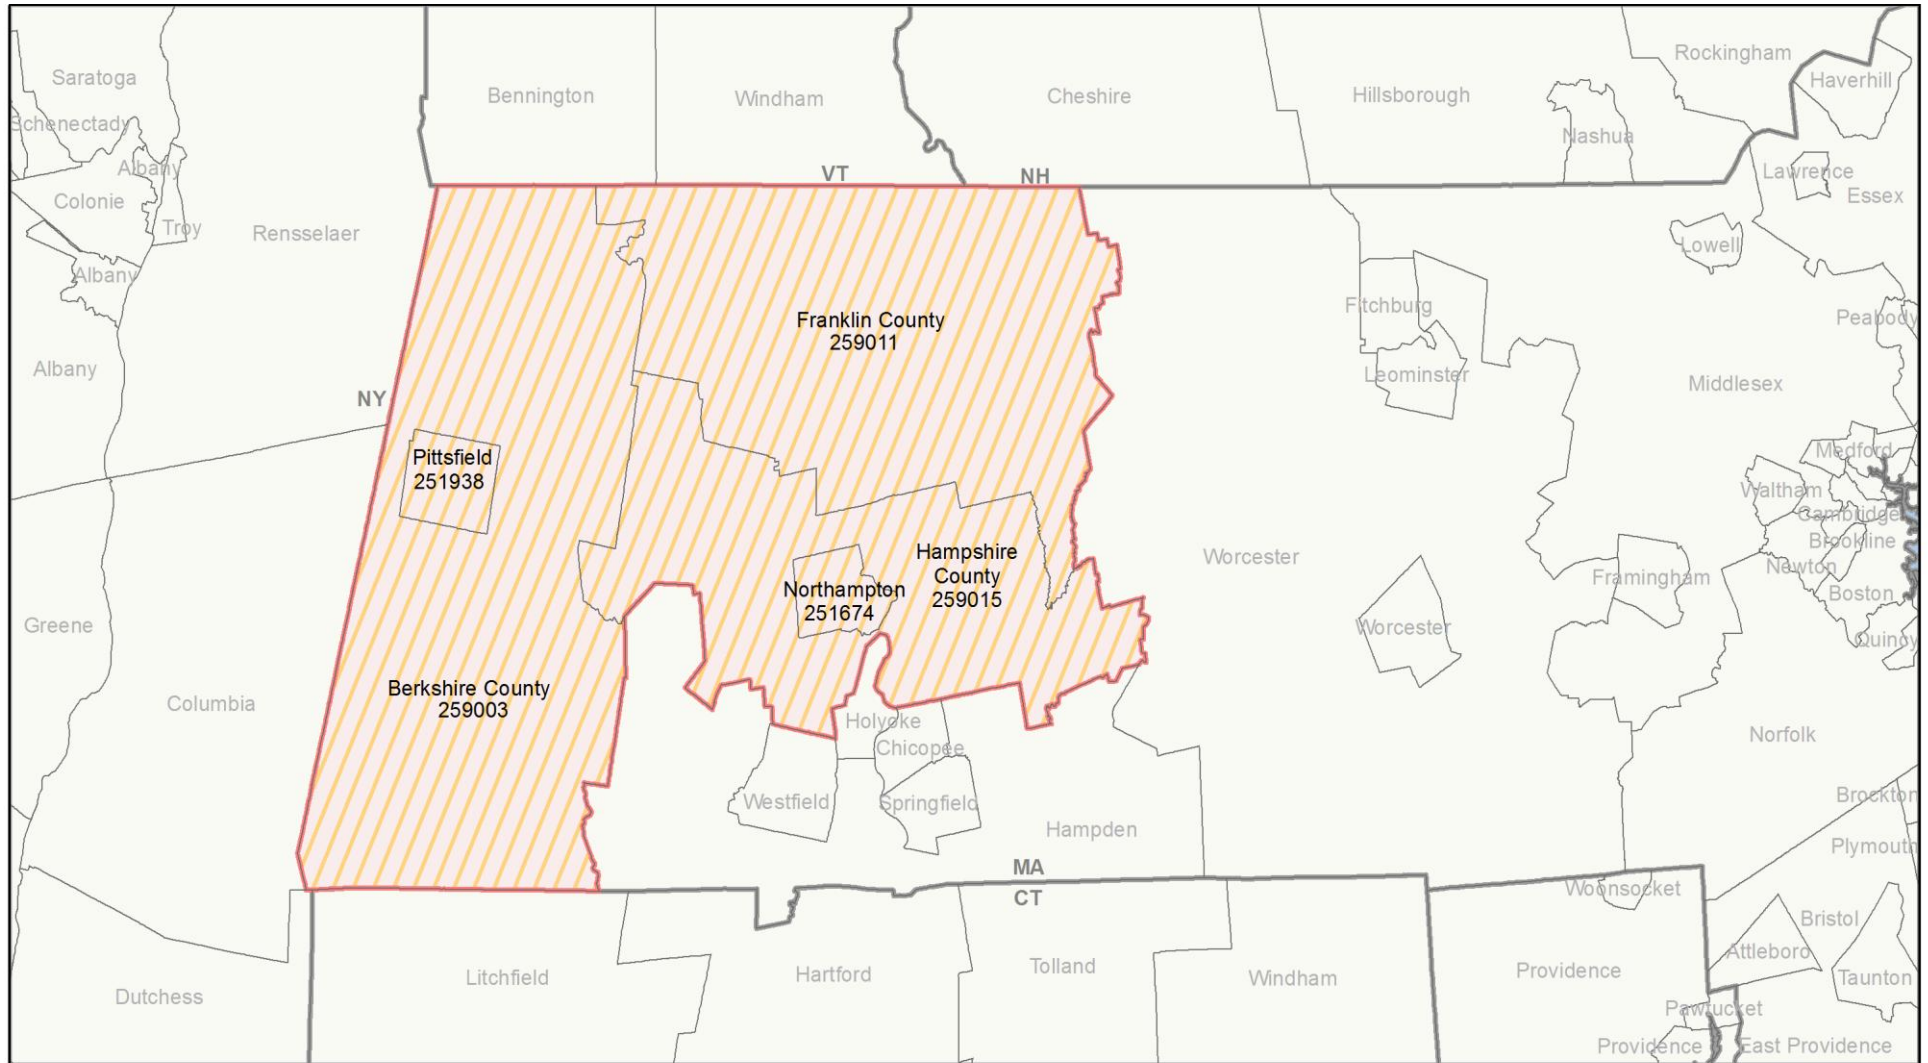 Saratoga
Schenectady
Albany
Colonie
Troy
Albany
Rensselaer
Albany
Greene
Columbia
Dutchess
Bennington
Windham
Cheshire
Hillsborough
Nashua
Rockingham
Haverhill
Lawrence
Essex
Lowell
Peabody
VT
NH
NY
Franklin County
259011
Pittsfield
251938
Hampshire
County
259015
Northampton
251674
Berkshire County
259003
Fitchburg
Leominster
Middlesex
Medford
Waltham
Cambridge
Brookline
Newton
Boston
Quincy
Worcester
Framingham
Worcester
Norfolk
Holyoke
Chicopee
Westfield
Springfield
Hampden
Brockton
Plymouth
MA
CT
Woonsocket
Bristol
Attleboro
Taunton
Litchfield
Hartford
Tolland
Windham
Providence
Pawtucket
Providence
East Providence